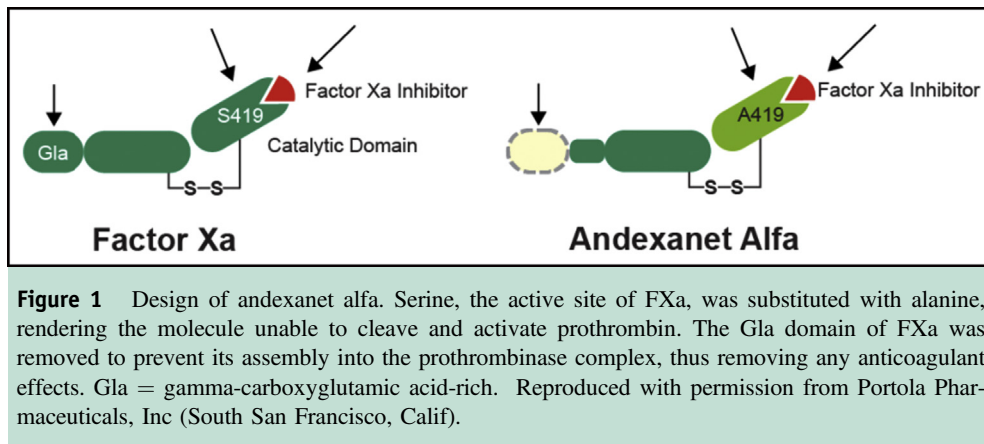 S419
Factor Xa Inhibitor
Gla
Catalytic Domain
S S
Factor Xa
A419
Factor Xa Inhibitor
S S
Andexanet Alfa
Figure 1 Design of andexanet alfa. Serine, the active site of FXa, was substituted with alanine,
rendering the molecule unable to cleave and activate prothrombin. The Gla domain of FXa was
removed to prevent its assembly into the prothrombinase complex, thus removing any anticoagulant
effects. Gla = gamma-carboxyglutamic acid-rich. Reproduced with permission from Portola Phar-
maceuticals, Inc (South San Francisco, Calif).